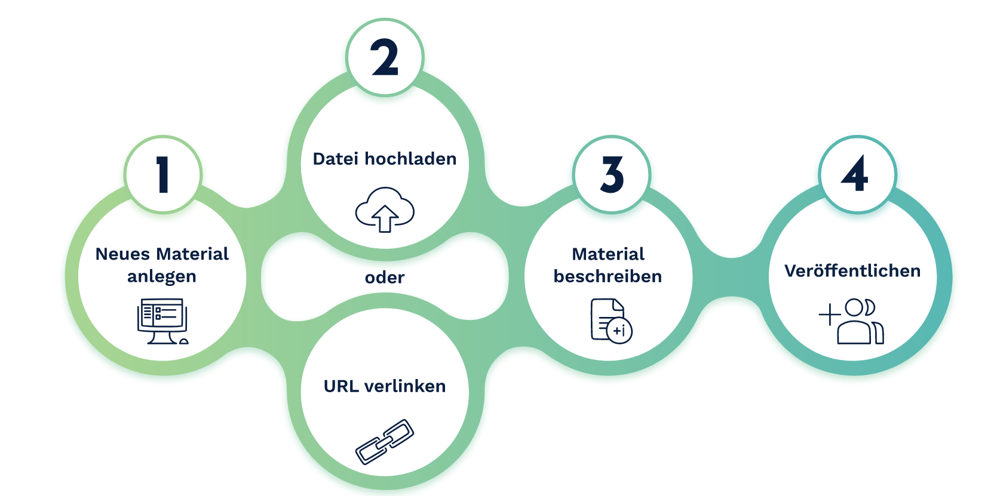 1
Neues Material
anlegen
2
Datei hochladen
oder
URL verlinken
3
Material
beschreiben
+i
4
Veröffentlichen